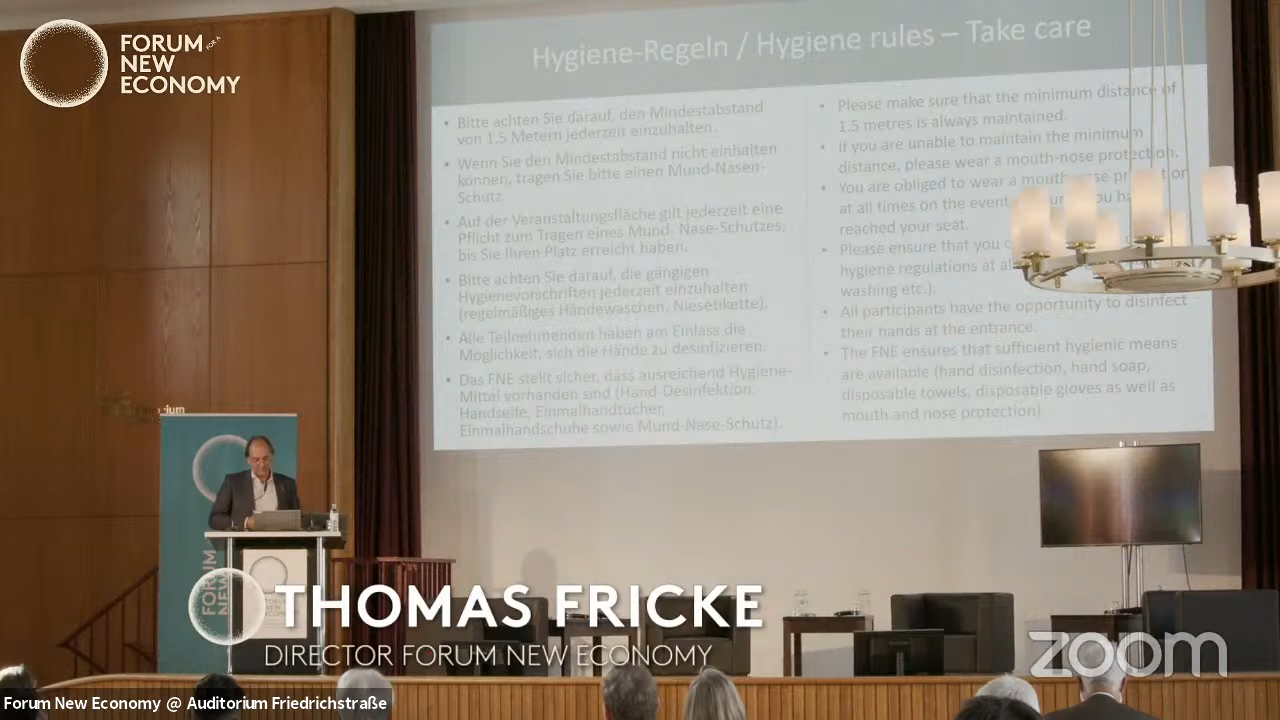 FORUM
FOR A
NEW
ECONOMY
Hygiene-Regeln / Hygiene rules – Take care
• Bitte achten Sie darauf, den Mindestabstand
von 1.5 Metern jederzeit einzuhalten.
• Wenn Sie den Mindestabstand nicht einhalten
können, tragen Sie bitte einen Mund-Nasen-
Schutz
• Auf der Veranstaltungsfläche gilt jederzeit eine
Pflicht zum Tragen eines Mund- Nase-Schutzes,
bis Sie Ihren Platz erreicht haben.
• Bitte achten Sie darauf, die gängigen
Hygienevorschriften jederzeit einzuhalten
(regelmäßiges Händewaschen, Niesetikette).
• Alle Teilnehmenden haben am Einlass die
Möglichkeit, sich die Hände zu desinfizieren.
• Das FNE stellt sicher, dass ausreichend Hygiene-
Mittel vorhanden sind (Hand-Desinfektion
Handseife, Einmalhandtücher,
Einmalhandschuhe sowie Mund-Nase-Schutz).
• Please make sure that the minimum distance of
1.5 metres is always maintained.
• If you are unable to maintain the minimum
distance, please wear a mouth-nose protection.
• You are obliged to wear a mouth
at all times on the event
reached your seat.
• Please ensure that you
hygiene regulations at
washing etc.).
• All participants have the opportunity to disinfect
their hands at the entrance.
• The FNE ensures that sufficient hygienic means
are available (hand disinfection, hand soap,
disposable towels, disposable gloves as well as
mouth and nose protection)
FORUM
NEW
THOMAS FRICKE
DIRECTOR FORUM NEW ECONOMY
zoom
Forum New Economy @ Auditorium Friedrichstraße